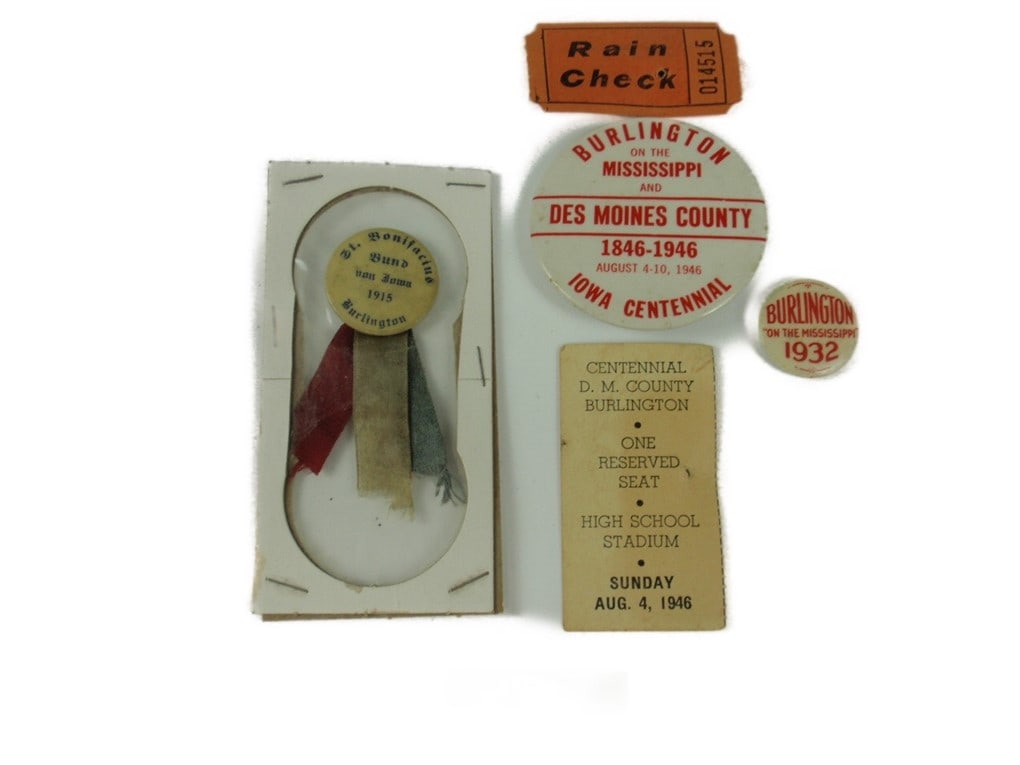 Rain
Check
014515
BURLINGTON
ON THE
MISSISSIPPI
AND
DES MOINES COUNTY
1846-1946
AUGUST 4-10, 1946
IOWA CENTENNIAL
St. Bonifacius
Bund
von Iowa
1915
Burlington
BURLINGTON
"ON THE MISSISSIPPI"
1932
CENTENNIAL
D. M. COUNTY
BURLINGTON
•
ONE
RESERVED
SEAT
•
HIGH SCHOOL
STADIUM
•
SUNDAY
AUG. 4, 1946